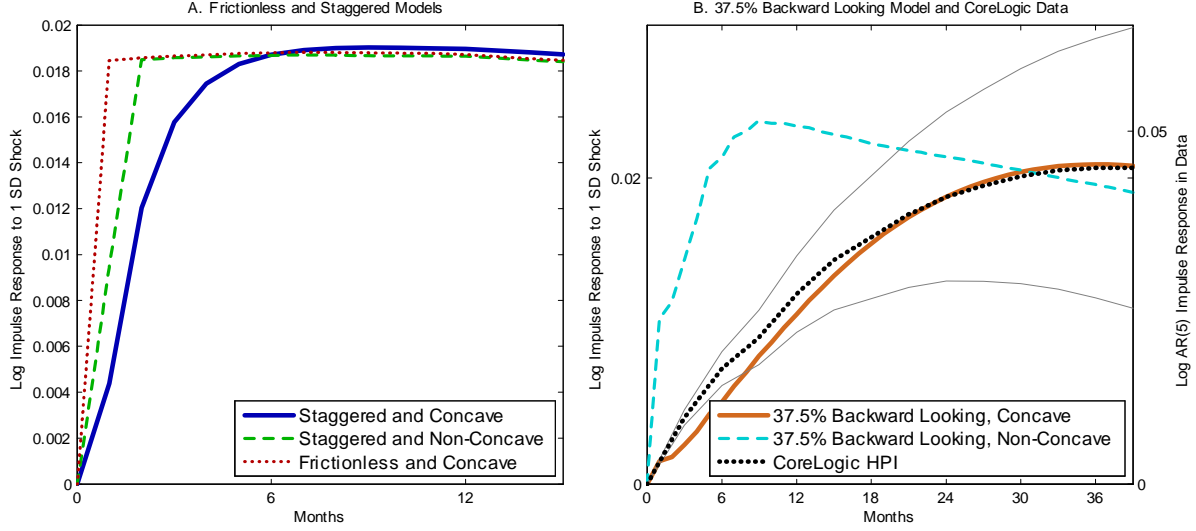 A. Frictionless and Staggered Models
0.02
0.018
0.016
0.014
0.012
0.01
0.008
0.006
0.004
0.002
0
Log Impulse Response to 1 SD Shock
0
6
12
Months
Staggered and Concave
Staggered and Non-Concave
Frictionless and Concave
B. 37.5% Backward Looking Model and CoreLogic Data
0.02
0
Log Impulse Response to 1 SD Shock
0.05
0
Log AR(5) Impulse Response in Data
0
6
12
18
24
30
36
Months
37.5% Backward Looking, Concave
37.5% Backward Looking, Non-Concave
CoreLogic HPI